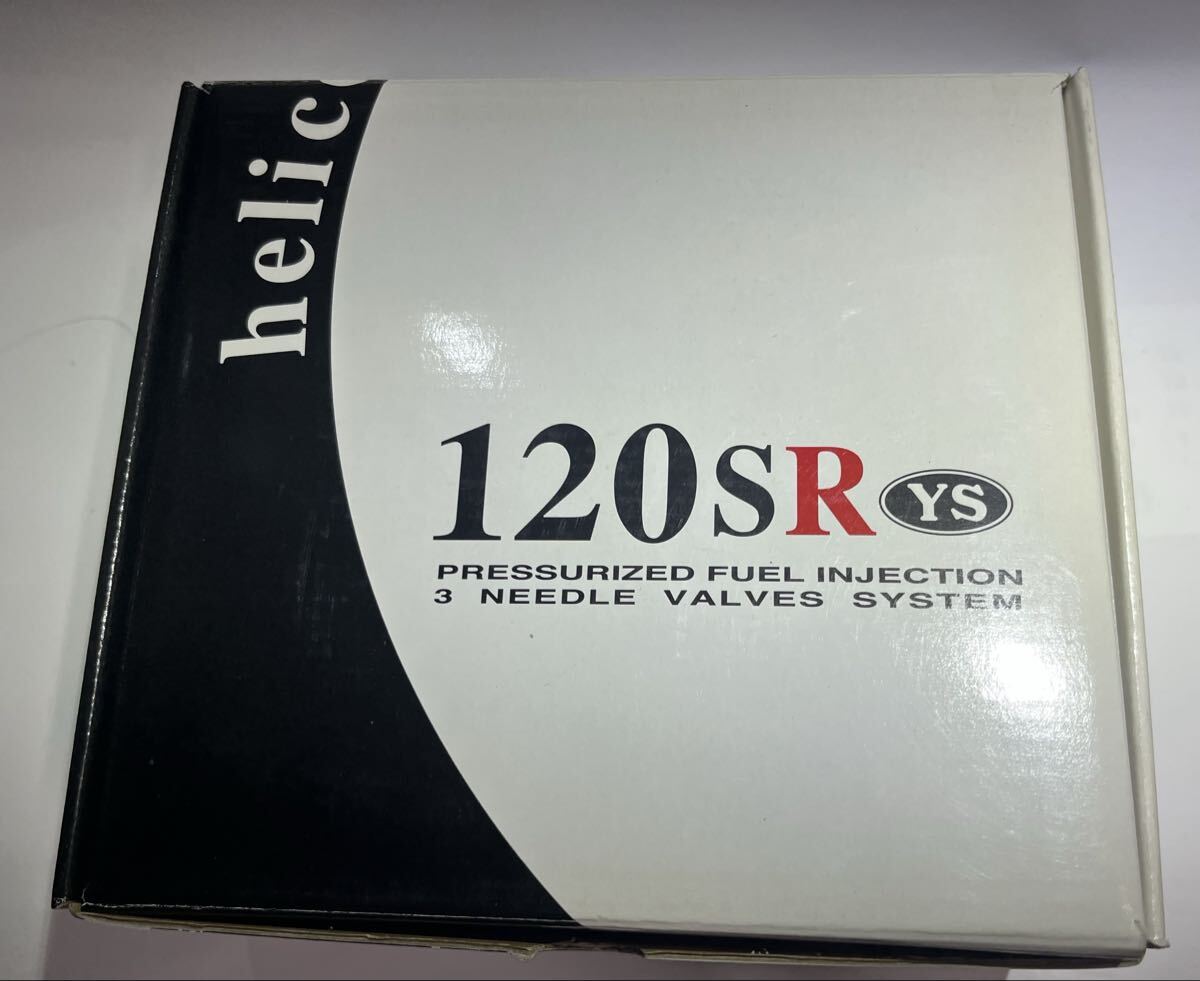 helic
120SR YS
PRESSURIZED FUEL INJECTION
3 NEEDLE VALVES SYSTEM